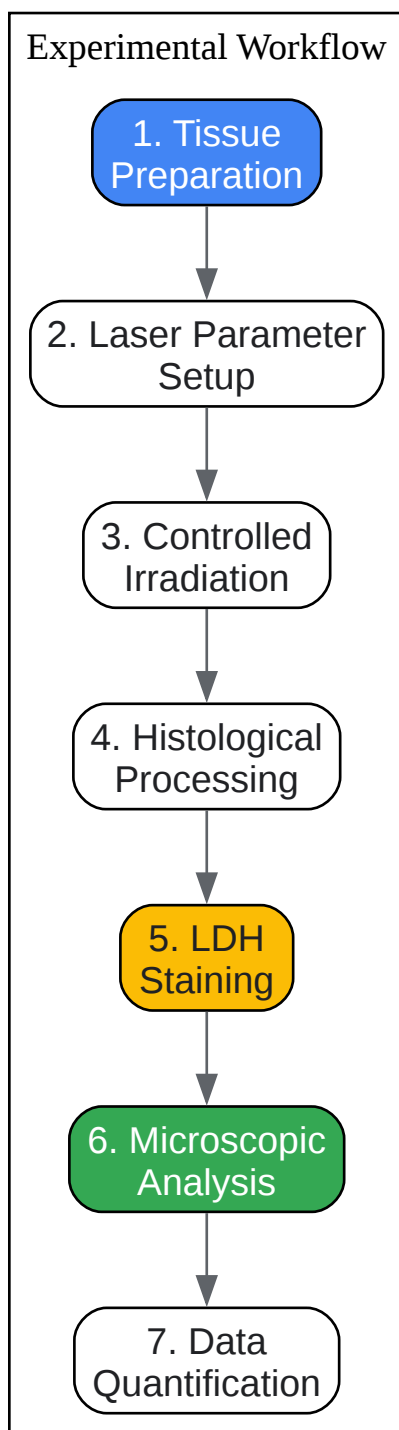 Experimental Workflow
1. Tissue
Preparation
2. Laser Parameter
Setup
3. Controlled
Irradiation
4. Histological
Processing
5. LDH
Staining
6. Microscopic
Analysis
7. Data
Quantification